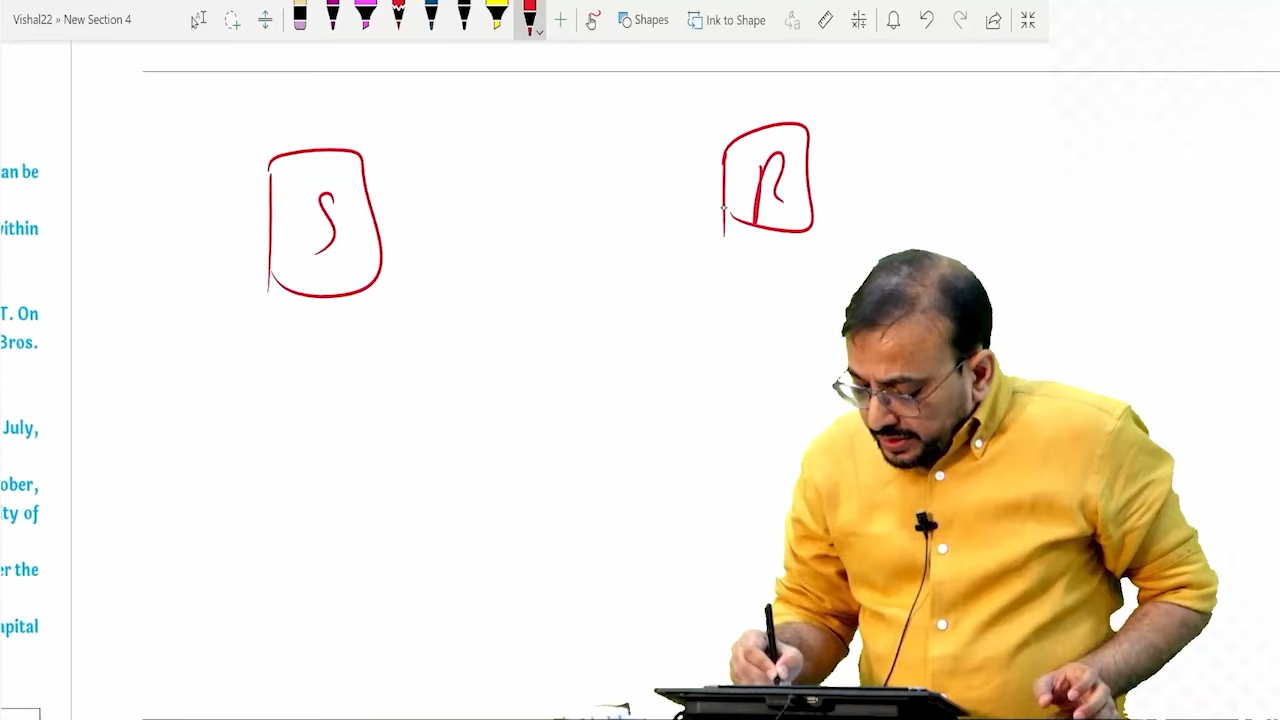 Vishal22 » New Section 4
Shapes
Ink to Shape
an be
ithin
T. On
Bros.
July,
ober,
ity of
er the
apital
S
R